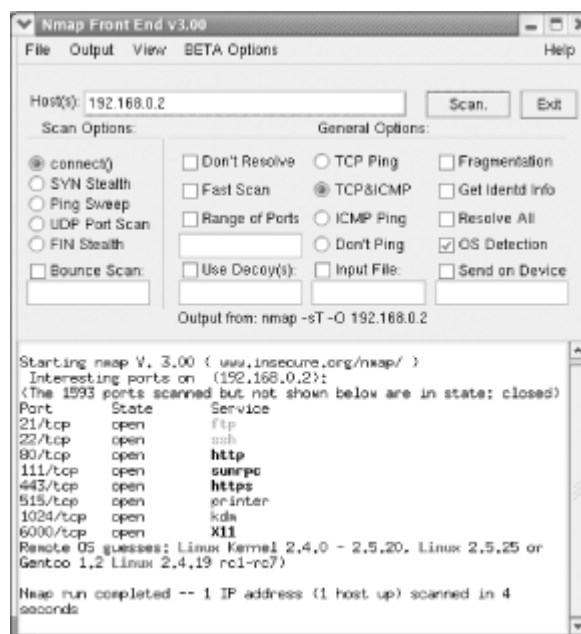 Nmap Front End v3.00
File Output View BETA Options Help
Host(s): 192.168.0.2 Scan. Exit
Scan Options: General Options:
connect() Don't Resolve TCP Ping Fragmentation
SYN Stealth Fast Scan TCP&ICMP Get Identd Info
Ping Sweep Range of Ports ICMP Ping Resolve All
UDP Port Scan Don't Ping OS Detection
FIN Stealth
Bounce Scan: Use Decoy(s): Input File: Send on Device
Output from: nmap -sT -O 192.168.0.2
Starting nmap V. 3.00 ( www.insecure.org/nmap/ )
Interesting ports on (192.168.0.2):
(The 1593 ports scanned but not shown below are in state: closed)
Port State Service
21/tcp open ftp
22/tcp open ssh
80/tcp open http
111/tcp open sunrpc
443/tcp open https
515/tcp open printer
1024/tcp open kdm
6000/tcp open X11
Remote OS guesses: Linux Kernel 2.4.0 - 2.5.20, Linux 2.5.25 or
Gentoo 1.2 Linux 2.4.19 rc1-rc7)
Nmap run completed -- 1 IP address (1 host up) scanned in 4
seconds